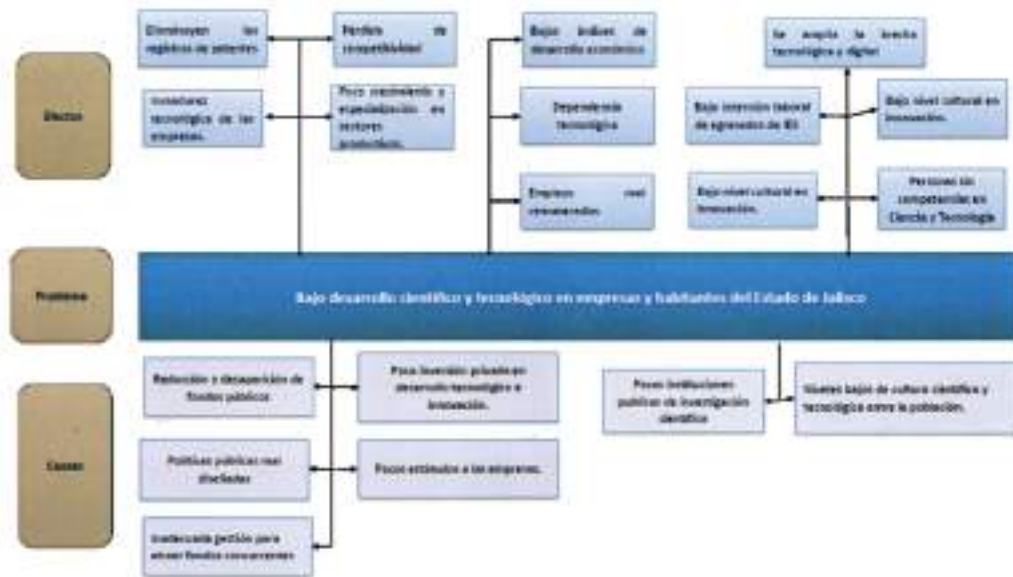 Efectos
Disminuyen los
registros de patentes
Pérdida de
competitividad
Bajos índices de
desarrollo económico
Se amplía la brecha
tecnológica y digital
tecnológica de las
empresas.
Poco crecimiento y
especialización en
sectores
productivos.
Dependencia
tecnológica
Baja inserción laboral
de egresados de IES
Bajo nivel cultural en
innovación.
Empleos mal
remunerados
Bajo nivel cultural en
innovación.
Personas sin
competencias en
Ciencia y Tecnología
Problema
Bajo desarrollo científico y tecnológico en empresas y habitantes del Estado de Jalisco
Causas
Reducción o desaparición de
fondos públicos
Poca inversión privada en
desarrollo tecnológico e
innovación.
Pocas instituciones
publicas de investigación
científica
Niveles bajos de cultura científica y
tecnológica entre la población.
Políticas públicas mal
diseñadas
Pocos estímulos a las empresas.
Inadecuada gestión para
atraer fondos concurrentes